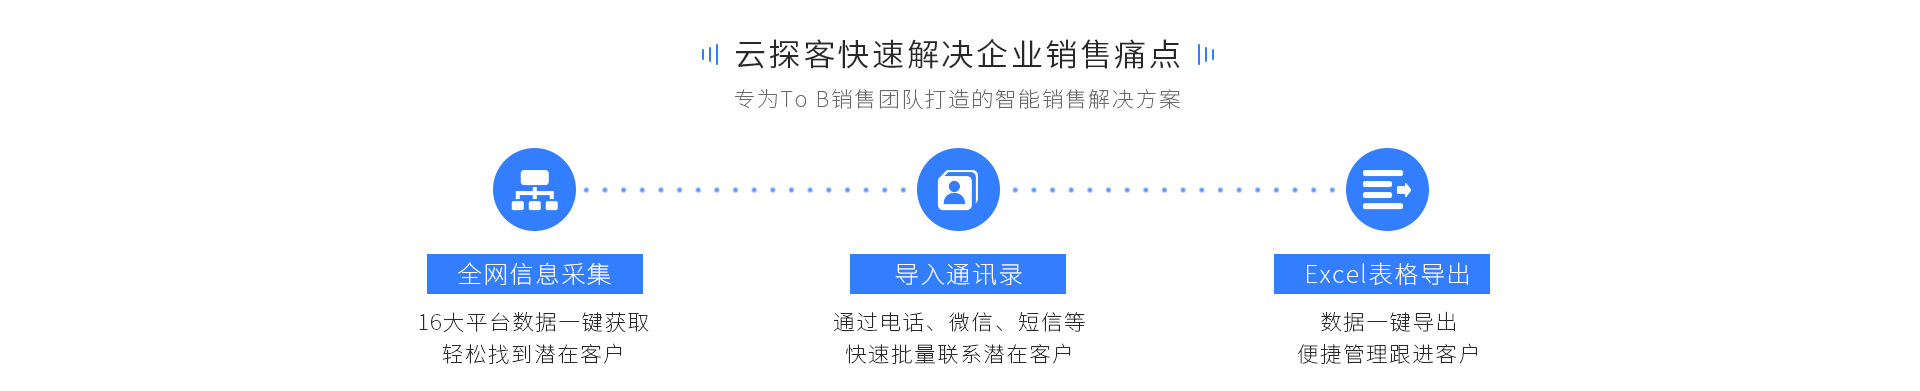 云探客快速解决企业销售痛点
专为To B销售团队打造的智能销售解决方案
全网信息采集
16大平台数据一键获取
轻松找到潜在客户
导入通讯录
通过电话、微信、短信等
快速批量联系潜在客户
Excel表格导出
数据一键导出
便捷管理跟进客户